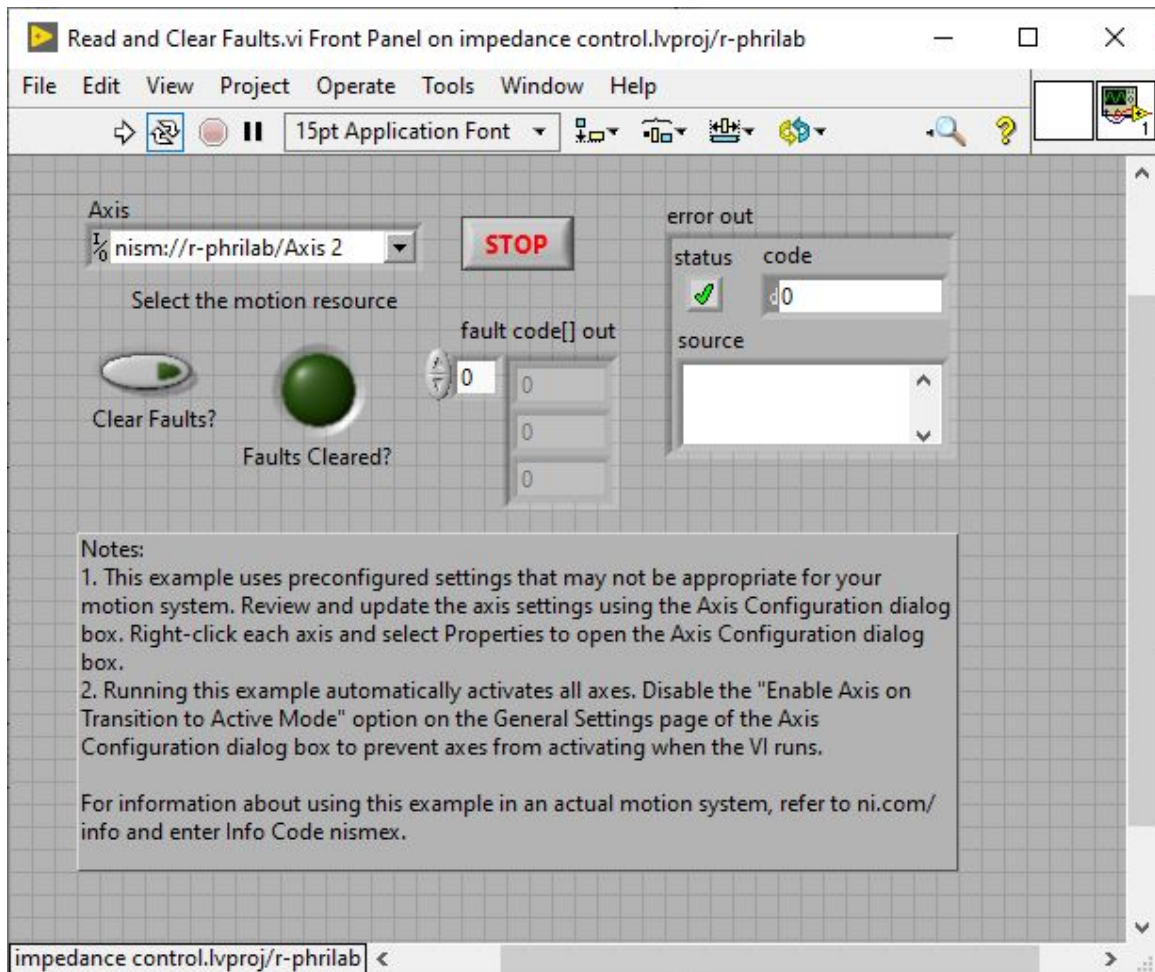 Read and Clear Faults.vi Front Panel on impedance control.lvproj/r-phrilab
File Edit View Project Operate Tools Window Help
15pt Application Font
1
Axis
I/O nism://r-phrilab/Axis 2
Select the motion resource
STOP
Clear Faults?
Faults Cleared?
fault code[] out
0
0
0
0
error out
status code
d0
source
Notes:
1. This example uses preconfigured settings that may not be appropriate for your
motion system. Review and update the axis settings using the Axis Configuration dialog
box. Right-click each axis and select Properties to open the Axis Configuration dialog
box.
2. Running this example automatically activates all axes. Disable the "Enable Axis on
Transition to Active Mode" option on the General Settings page of the Axis
Configuration dialog box to prevent axes from activating when the VI runs.
For information about using this example in an actual motion system, refer to ni.com/
info and enter Info Code nismex.
impedance control.lvproj/r-phrilab